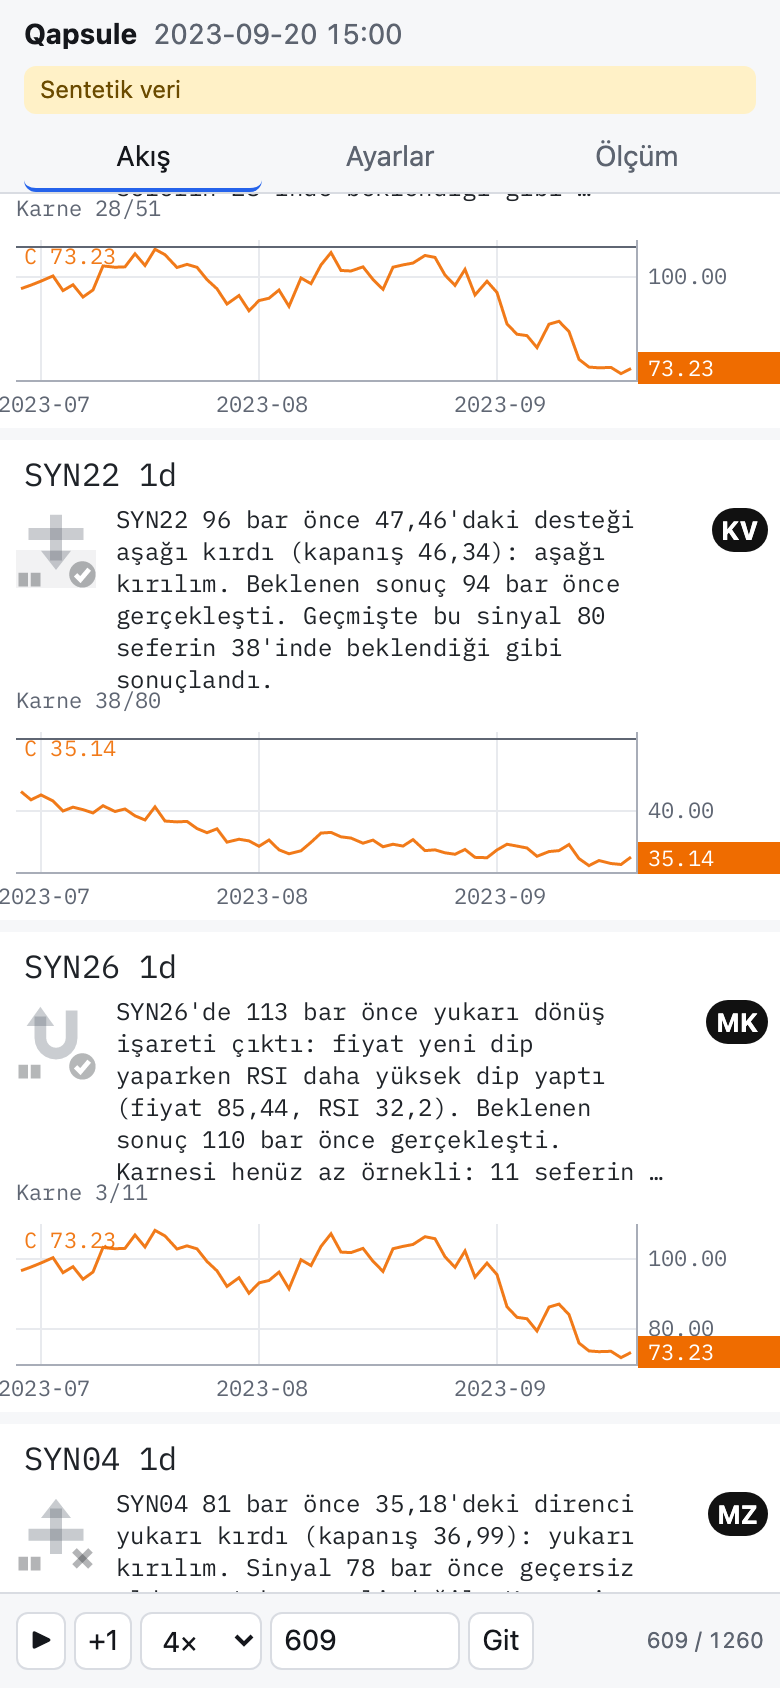 Qapsule 2023-09-20 15:00
Sentetik veri
Akış Ayarlar Ölçüm
Karne 28/51
C 73.23
100.00
73.23
2023-07 2023-08 2023-09
SYN22 1d
SYN22 96 bar önce 47,46'daki desteği
aşağı kırdı (kapanış 46,34): aşağı
kırılım. Beklenen sonuç 94 bar önce
gerçekleşti. Geçmişte bu sinyal 80
seferin 38'inde beklendiği gibi
sonuçlandı.
KV
Karne 38/80
C 35.14
40.00
35.14
2023-07 2023-08 2023-09
SYN26 1d
SYN26'de 113 bar önce yukarı dönüş
işareti çıktı: fiyat yeni dip
yaparken RSI daha yüksek dip yaptı
(fiyat 85,44, RSI 32,2). Beklenen
sonuç 110 bar önce gerçekleşti.
Karnesi henüz az örnekli: 11 seferin …
MK
Karne 3/11
C 73.23
100.00
80.00
73.23
2023-07 2023-08 2023-09
SYN04 1d
SYN04 81 bar önce 35,18'deki direnci
yukarı kırdı (kapanış 36,99): yukarı
kırılım. Sinyal 78 bar önce geçersiz
MZ
+1 4× 609 Git 609 / 1260